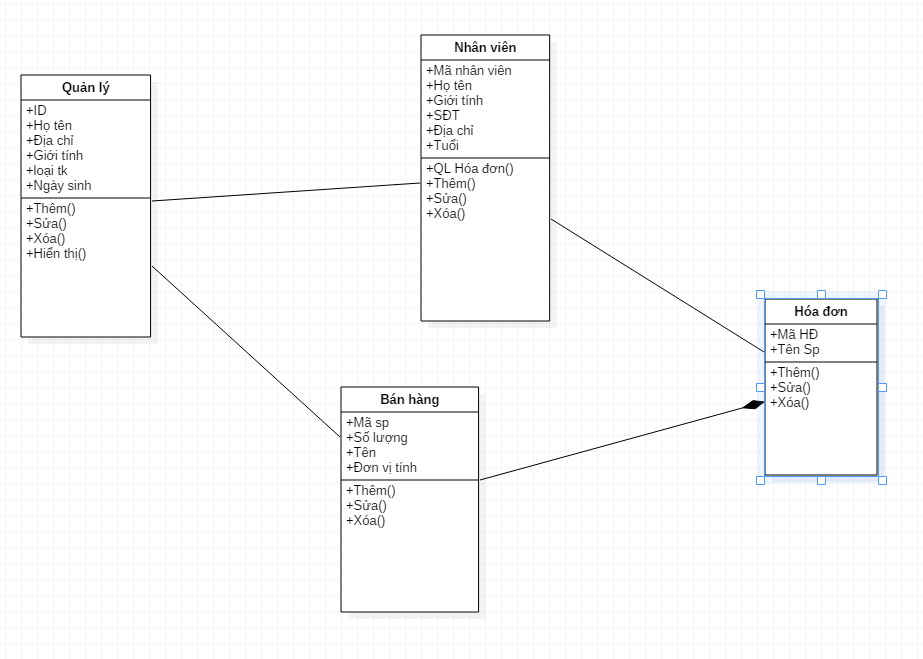 Quản lý
+ID
+Họ tên
+Địa chỉ
+Giới tính
+loại tk
+Ngày sinh
+Thêm()
+Sửa()
+Xóa()
+Hiển thị()
Nhân viên
+Mã nhân viên
+Họ tên
+Giới tính
+SĐT
+Địa chỉ
+Tuổi
+QL Hóa đơn()
+Thêm()
+Sửa()
+Xóa()
Hóa đơn
+Mã HĐ
+Tên Sp
+Thêm()
+Sửa()
+Xóa()
Bán hàng
+Mã sp
+Số lượng
+Tên
+Đơn vị tính
+Thêm()
+Sửa()
+Xóa()